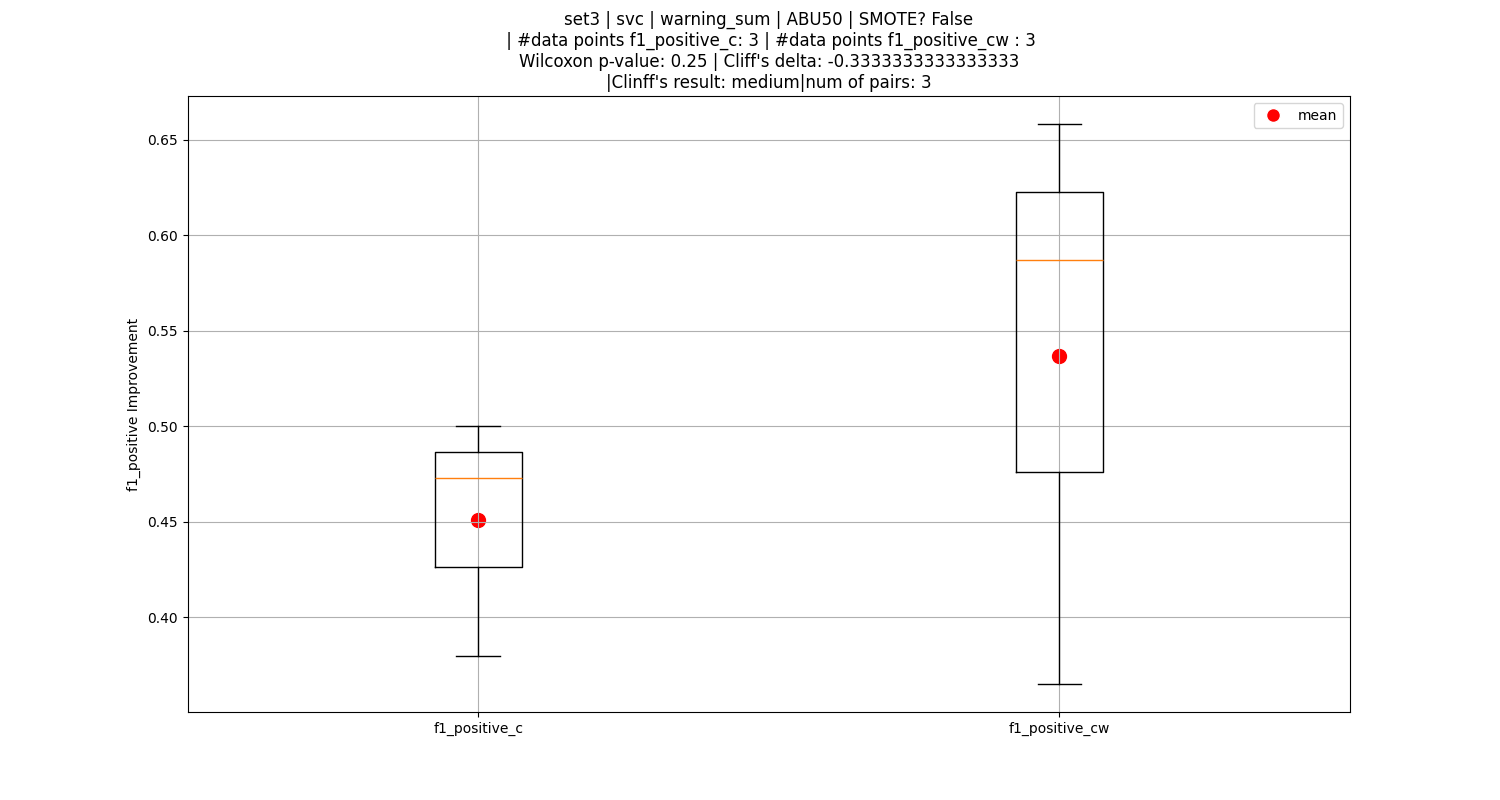 set3 | svc | warning_sum | ABU50 | SMOTE? False
| #data points f1_positive_c: 3 | #data points f1_positive_cw : 3
Wilcoxon p-value: 0.25 | Cliff's delta: -0.3333333333333333
|Clinff's result: medium|num of pairs: 3
mean
0.65
0.60
0.55
0.50
0.45
0.40
f1_positive Improvement
f1_positive_c
f1_positive_cw